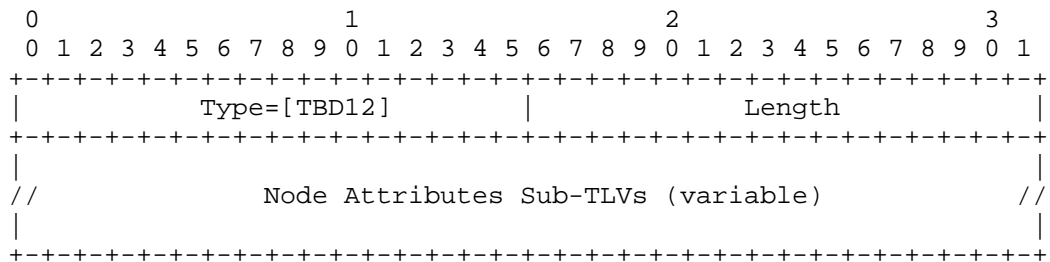 0                   1                   2                   3
 0 1 2 3 4 5 6 7 8 9 0 1 2 3 4 5 6 7 8 9 0 1 2 3 4 5 6 7 8 9 0 1
+-+-+-+-+-+-+-+-+-+-+-+-+-+-+-+-+-+-+-+-+-+-+-+-+-+-+-+-+-+-+-+-+
|           Type=[TBD12]        |             Length            |
+-+-+-+-+-+-+-+-+-+-+-+-+-+-+-+-+-+-+-+-+-+-+-+-+-+-+-+-+-+-+-+-+
|                                                               |
//              Node Attributes Sub-TLVs (variable)            //
|                                                               |
+-+-+-+-+-+-+-+-+-+-+-+-+-+-+-+-+-+-+-+-+-+-+-+-+-+-+-+-+-+-+-+-+